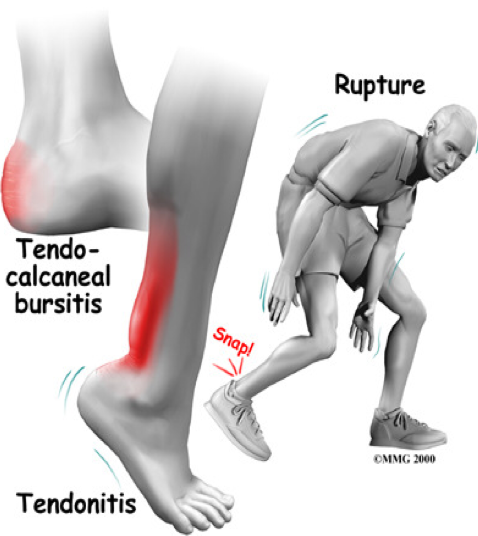 Rupture
Tendo-
calcaneal
bursitis
Snap!
©MMG 2000
Tendonitis